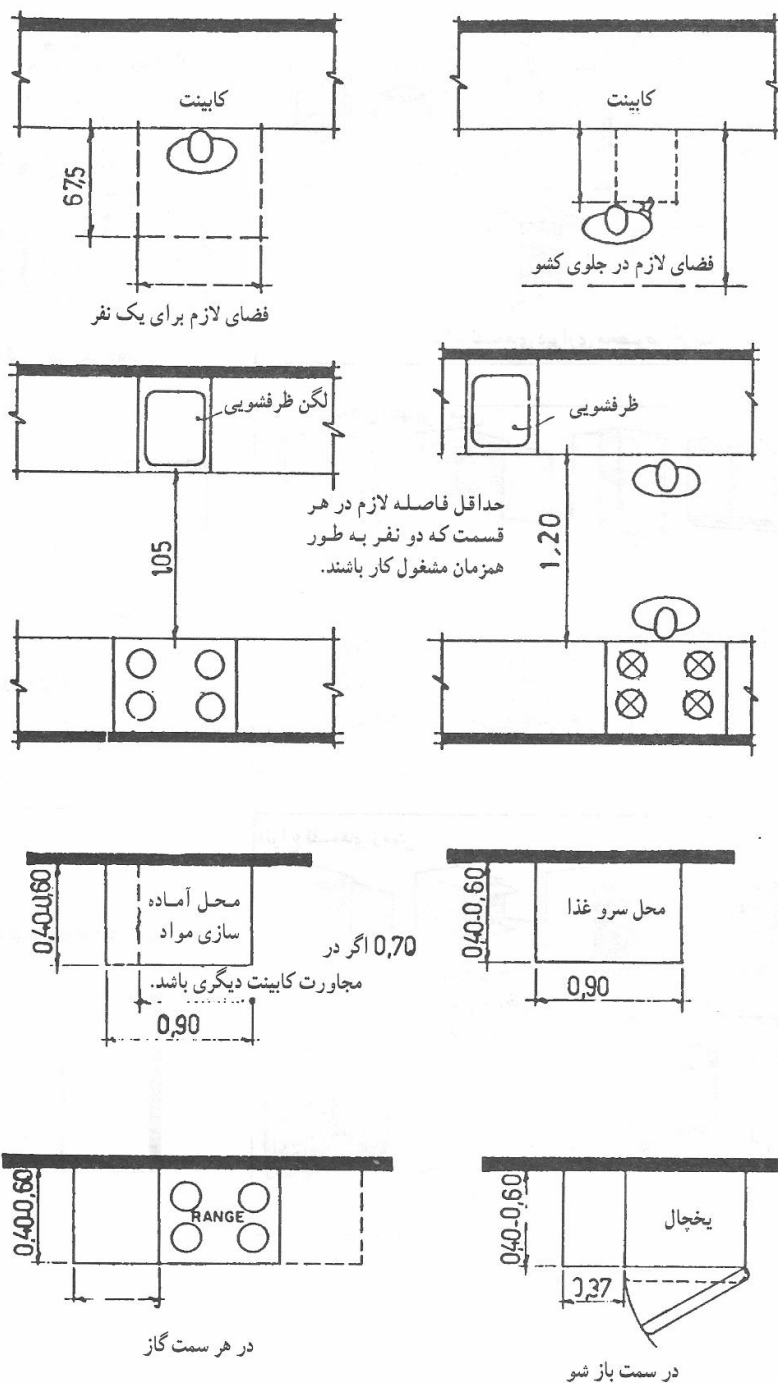 کابینت
کابینت
67,5
فضای لازم در جلوی کشو
فضای لازم برای یک نفر
ظرفشویی
لگن ظرفشویی
حداقل فاصله لازم در هر
قسمت که دو نفر به طور
همزمان مشغول کار باشند.
1,20
1,05
محل سرو غذا
0,40-0,60
0,90
محل آماده
سازی مواد
0,40-0,60
0,70 اگر در
مجاورت کابینت دیگری باشد.
0,90
یخچال
0,40-0,60
0,37
در سمت باز شو
RANGE
0,40-0,60
در هر سمت گاز